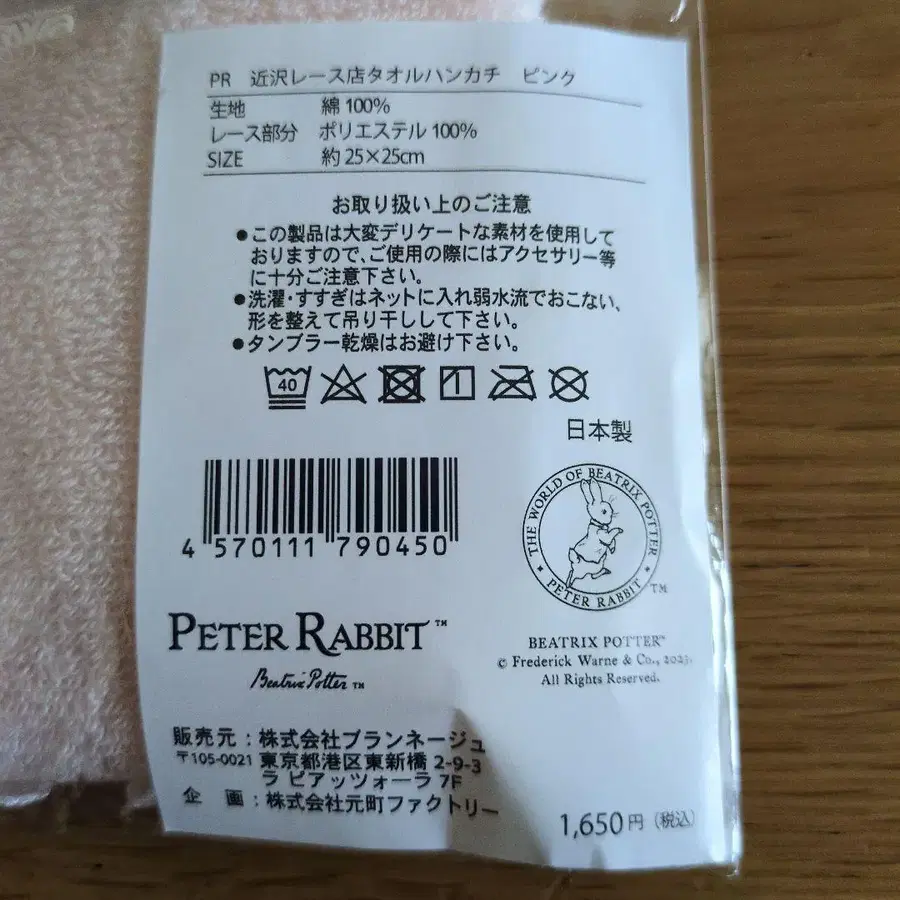 PR 近沢レース店タオルハンカチ ピンク
生地 綿100%
レース部分 ポリエステル100%
SIZE 約25×25cm
お取り扱い上のご注意
●この製品は大変デリケートな素材を使用して
おりますので、ご使用の際にはアクセサリー等
に十分ご注意下さい。
●洗濯・すすぎはネットに入れ弱水流でおこない、
形を整えて吊り干しして下さい。
●タンブラー乾燥はお避け下さい。
40
日本製
4 570111 790450
THE WORLD OF BEATRIX POTTER
PETER RABBIT
TM
PETER RABBIT™
Beatrix Potter ™
BEATRIX POTTER™
© Frederick Warne & Co., 2023.
All Rights Reserved.
販売元：株式会社ブランネージュ
〒105-0021 東京都港区東新橋 2-9-3
ラ ピアッツォーラ 7F
企 画：株式会社元町ファクトリー
1,650円（税込）